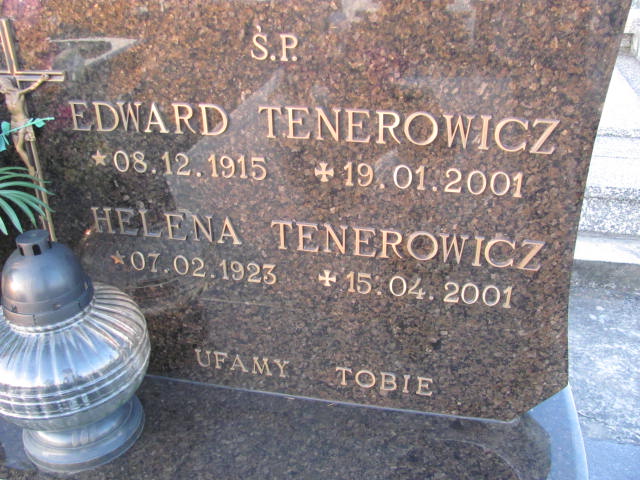 Ś.P.
EDWARD TENEROWICZ
★08.12.1915 ✠19.01.2001
HELENA TENEROWICZ
★07.02.1923 ✠15.04.2001
UFAMY TOBIE